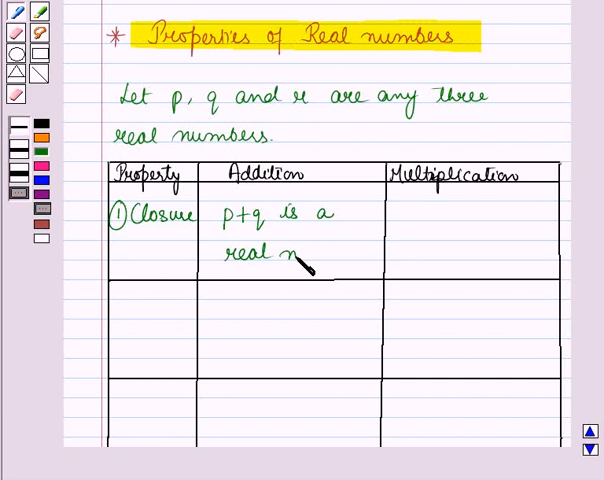 * Properties of Real numbers
Let p, q and r are any three
real numbers.
Property Addition Multiplication
① Closure p+q is a
real n